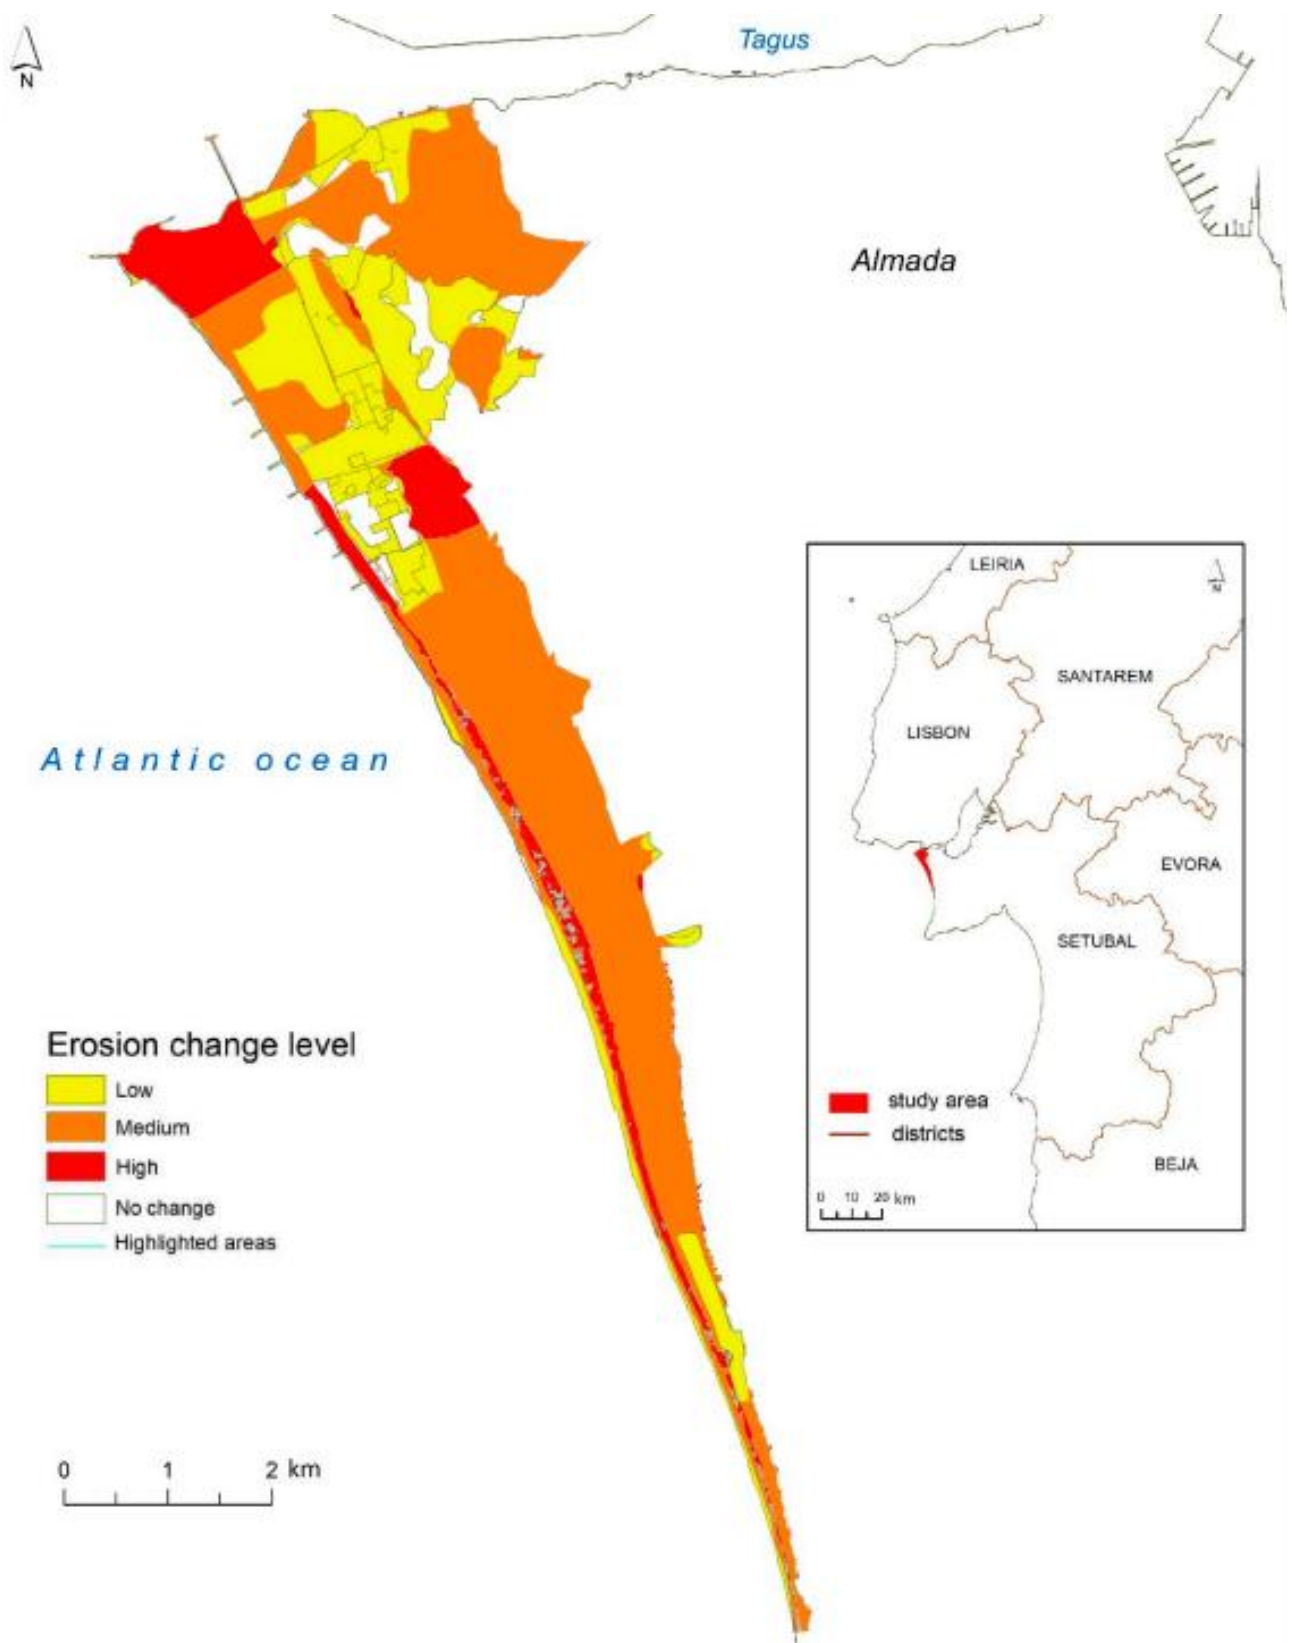 Tagus
N
Almada
Atlantic ocean
Erosion change level
Low
Medium
High
No change
Highlighted areas
0 1 2 km
LEIRIA
N
SANTAREM
LISBON
EVORA
SETUBAL
study area
districts
BEJA
0 10 20 km